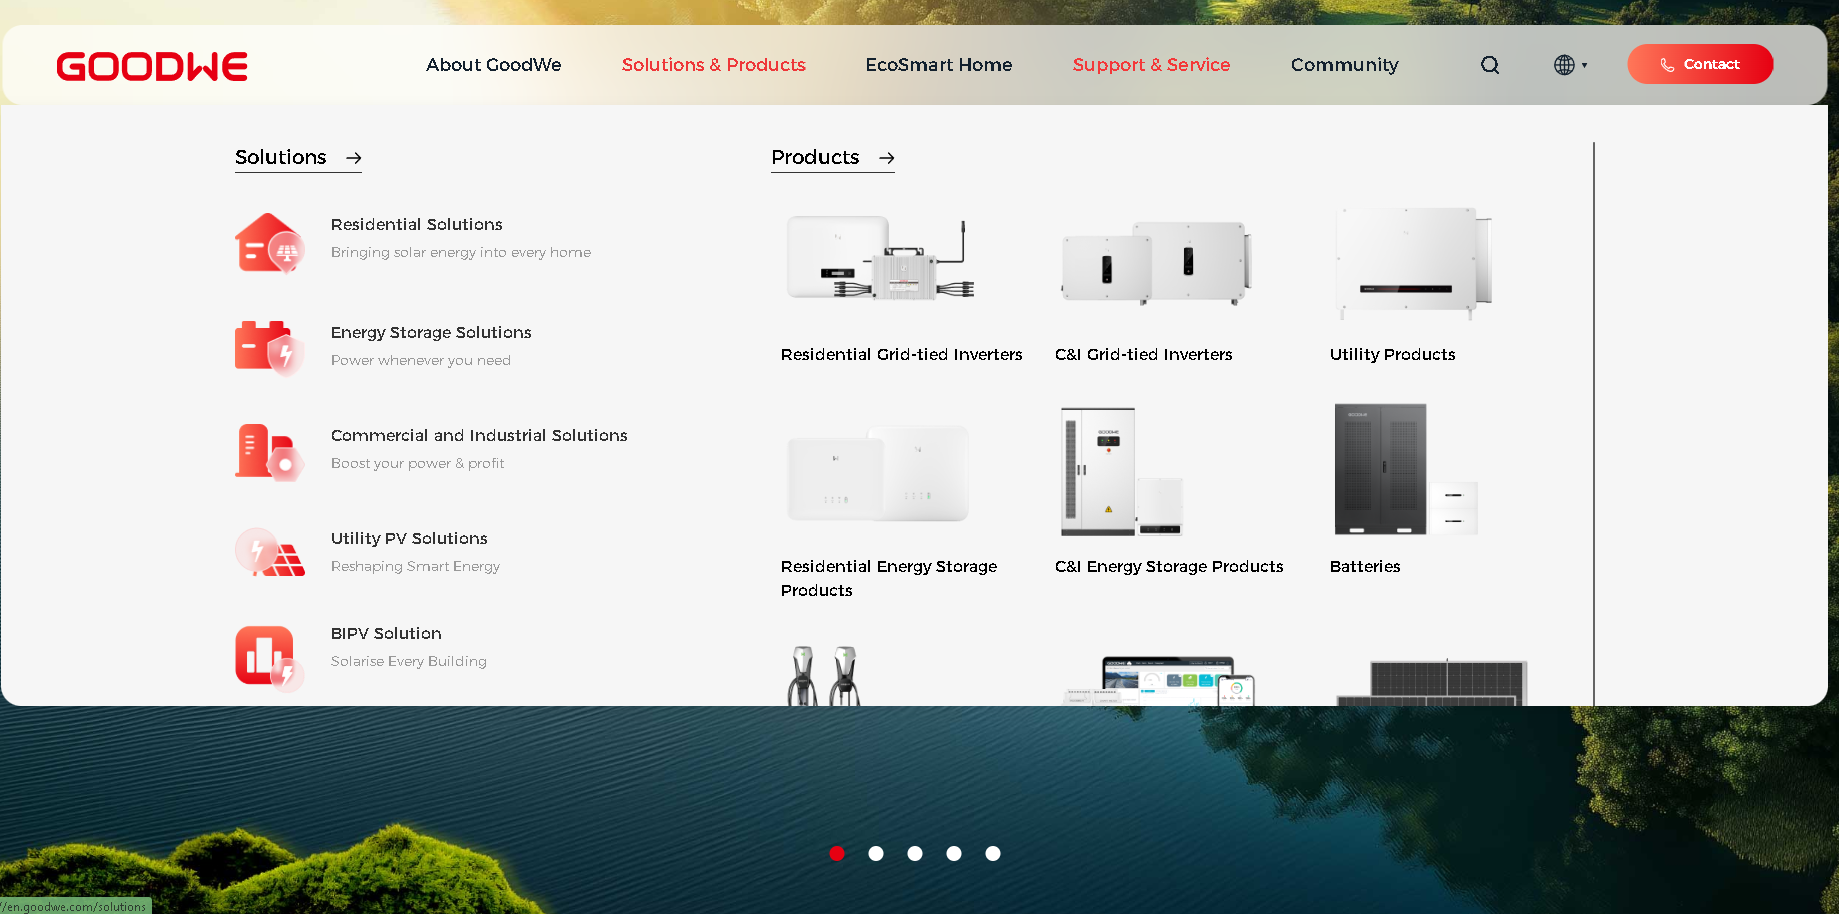 GOODWE
About GoodWe
Solutions & Products
EcoSmart Home
Support & Service
Community
Contact
Solutions
Residential Solutions
Bringing solar energy into every home
Energy Storage Solutions
Power whenever you need
Commercial and Industrial Solutions
Boost your power & profit
Utility PV Solutions
Reshaping Smart Energy
BIPV Solution
Solarise Every Building
Products
Residential Grid-tied Inverters
C&I Grid-tied Inverters
Utility Products
GOODWE
GOODWE
Residential Energy Storage
Products
C&I Energy Storage Products
Batteries
GOODWE
//en.goodwe.com/solutions